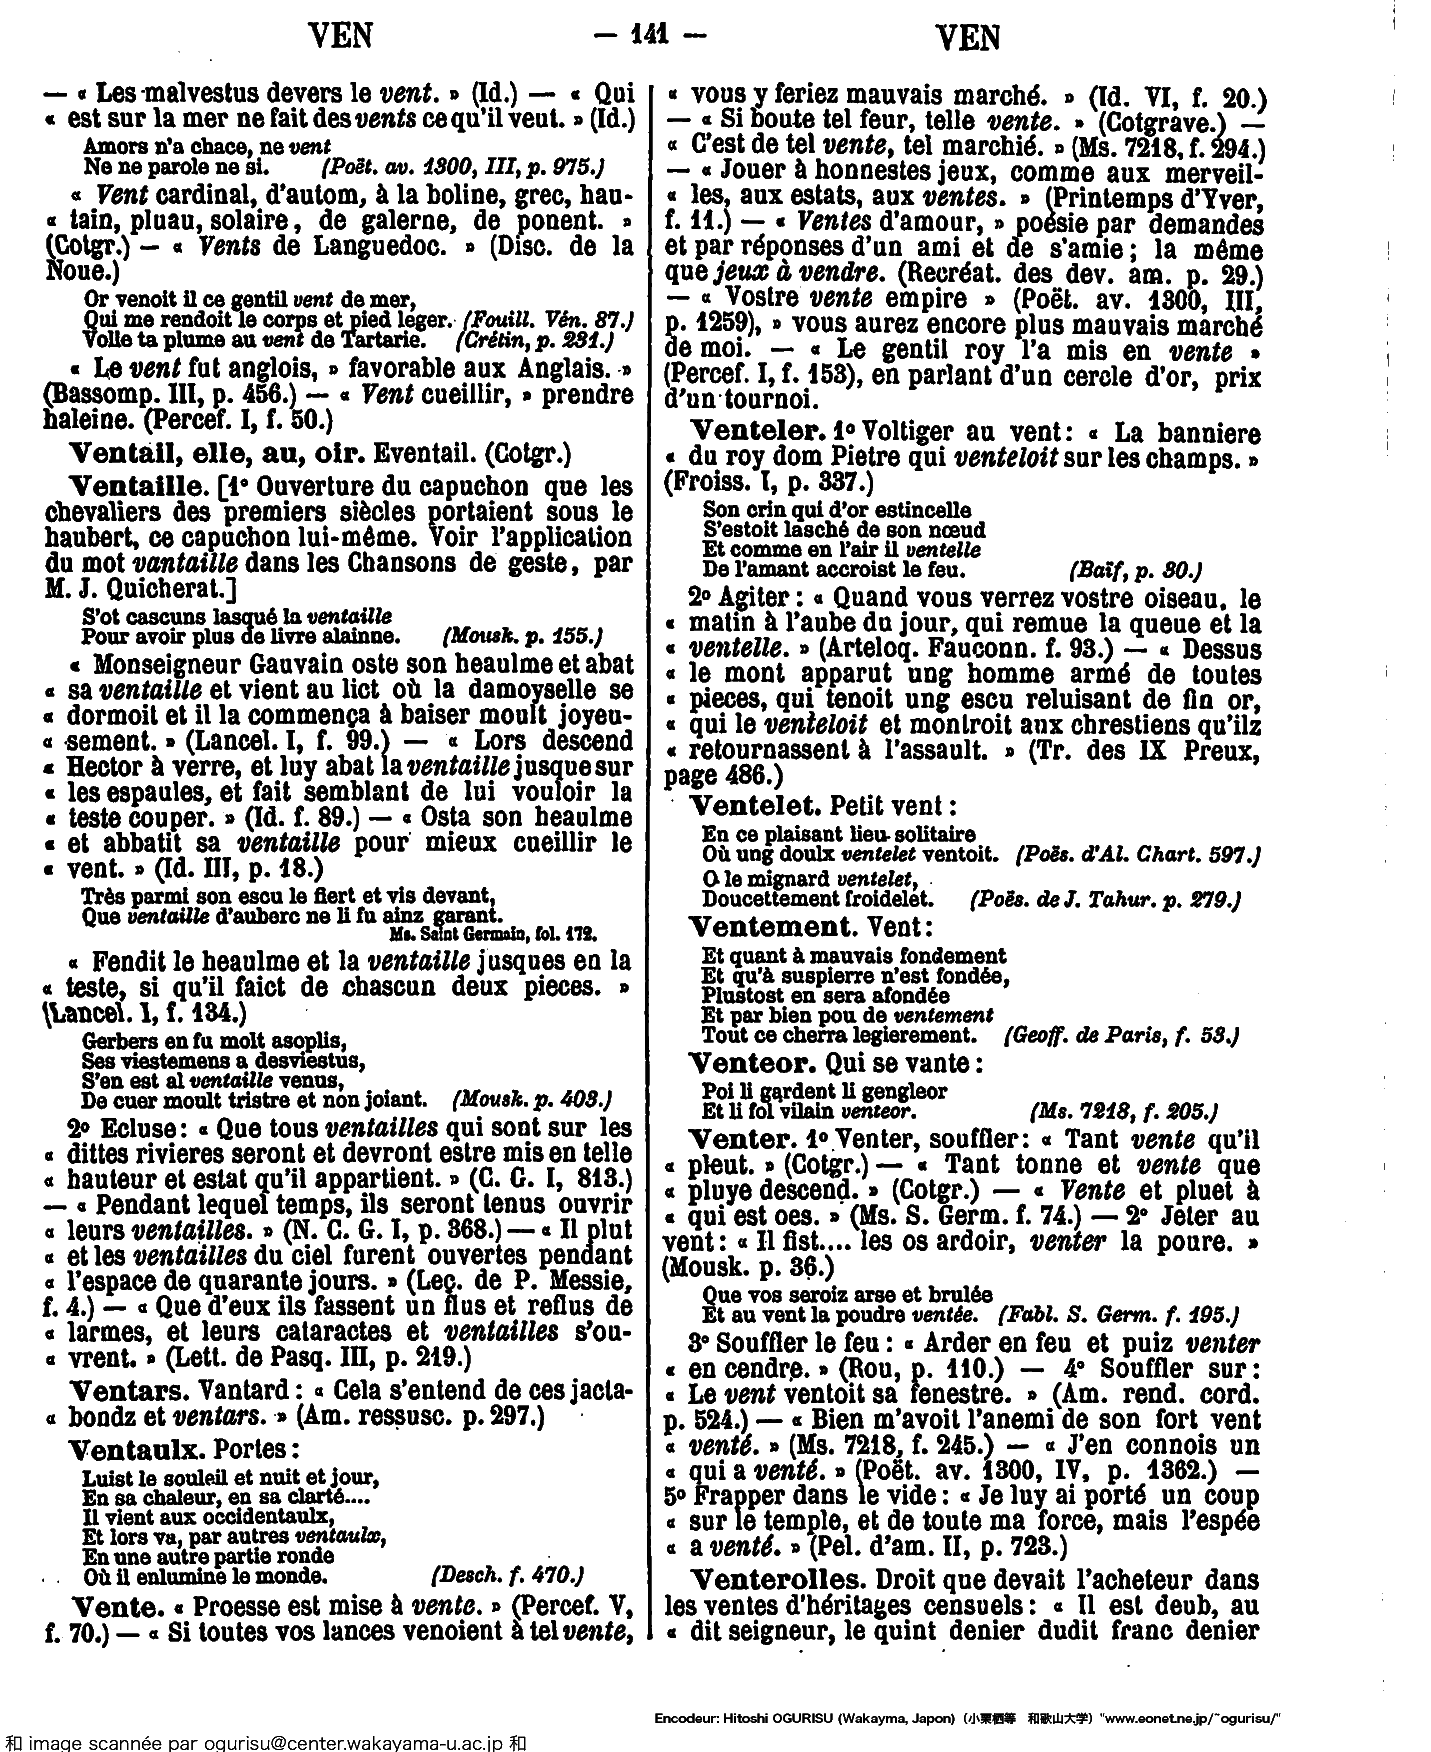 VEN — 141 — VEN
— « Les malvestus devers le vent. » (Id.) — « Qui
« est sur la mer ne fait des vents ce qu'il veut. » (Id.)
Amors n'a chace, ne vent
Ne ne parole ne si. (Poët. av. 1300, III, p. 975.)
« Vent cardinal, d'autom, à la boline, grec, hau-
« tain, pluau, solaire, de galerne, de ponent. »
(Cotgr.) — « Vents de Languedoc. » (Disc. de la
Noue.)
Or venoit il ce gentil vent de mer,
Qui me rendoit le corps et pied leger. (Fouill. Vén. 87.)
Volle ta plume au vent de Tartarie. (Crétin, p. 231.)
« Le vent fut anglois, » favorable aux Anglais. »
(Bassomp. III, p. 456.) — « Vent cueillir, » prendre
haleine. (Percef. I, f. 50.)
Ventail, elle, au, oir. Eventail. (Cotgr.)
Ventaille. [1° Ouverture du capuchon que les
chevaliers des premiers siècles portaient sous le
haubert, ce capuchon lui-même. Voir l'application
du mot vantaille dans les Chansons de geste, par
M. J. Quicherat.]
S'ot cascuns lasqué la ventaille
Pour avoir plus de livre alainne. (Mousk. p. 155.)
« Monseigneur Gauvain oste son heaulme et abat
« sa ventaille et vient au lict où la damoyselle se
« dormoit et il la commença à baiser moult joyeu-
« sement. » (Lancel. I, f. 99.) — « Lors descend
« Hector à verre, et luy abat la ventaille jusque sur
« les espaules, et fait semblant de lui vouloir la
« teste couper. » (Id. f. 89.) — « Osta son heaulme
« et abbatit sa ventaille pour mieux cueillir le
« vent. » (Id. III, p. 18.)
Très parmi son escu le fiert et vis devant,
Que ventaille d'auberc ne li fu ainz garant.
Ms. Saint Germain, fol. 172.
« Fendit le heaulme et la ventaille jusques en la
« teste, si qu'il faict de chascun deux pieces. »
(Lancel. I, f. 134.)
Gerbers en fu molt asoplis,
Ses viestemens a desviestus,
S'en est al ventaille venus,
De cuer moult tristre et non joiant. (Mousk. p. 403.)
2° Ecluse : « Que tous ventailles qui sont sur les
« dittes rivieres seront et devront estre mis en telle
« hauteur et estat qu'il appartient. » (C. G. I, 813.)
— « Pendant lequel temps, ils seront tenus ouvrir
« leurs ventailles. » (N. C. G. I, p. 368.) — « Il plut
« et les ventailles du ciel furent ouvertes pendant
« l'espace de quarante jours. » (Leç. de P. Messie,
f. 4.) — « Que d'eux ils fassent un flus et reflus de
« larmes, et leurs cataractes et ventailles s'ou-
« vrent. » (Lett. de Pasq. III, p. 219.)
Ventars. Vantard : « Cela s'entend de ces jacta-
« bondz et ventars. » (Am. ressusc. p. 297.)
Ventaulx. Portes :
Luist le souleil et nuit et jour,
En sa chaleur, en sa clarté....
Il vient aux occidentaulx,
Et lors va, par autres ventaulx,
En une autre partie ronde
Où il enlumine le monde. (Desch. f. 470.)
Vente. « Proesse est mise à vente. » (Percef. V,
f. 70.) — « Si toutes vos lances venoient à tel vente,
« vous y feriez mauvais marché. » (Id. VI, f. 20.)
— « Si boute tel feur, telle vente. » (Cotgrave.) —
« C'est de tel vente, tel marchié. » (Ms. 7218, f. 294.)
— « Jouer à honnestes jeux, comme aux merveil-
« les, aux estats, aux ventes. » (Printemps d'Yver,
f. 11.) — « Ventes d'amour, » poésie par demandes
et par réponses d'un ami et de s'amie ; la même
que jeux à vendre. (Recréat. des dev. am. p. 29.)
— « Vostre vente empire » (Poët. av. 1300, III,
p. 1259), » vous aurez encore plus mauvais marché
de moi. — « Le gentil roy l'a mis en vente »
(Percef. I, f. 153), en parlant d'un cercle d'or, prix
d'un tournoi.
Venteler. 1° Voltiger au vent : « La banniere
« du roy dom Pietre qui venteloit sur les champs. »
(Froiss. I, p. 337.)
Son crin qui d'or estincelle
S'estoit lasché de son nœud
Et comme en l'air il ventelle
De l'amant accroist le feu. (Baïf, p. 80.)
2° Agiter : « Quand vous verrez vostre oiseau, le
« matin à l'aube du jour, qui remue la queue et la
« ventelle. » (Arteloq. Fauconn. f. 93.) — « Dessus
« le mont apparut ung homme armé de toutes
« pieces, qui tenoit ung escu reluisant de fin or,
« qui le venteloit et montroit aux chrestiens qu'ilz
« retournassent à l'assault. » (Tr. des IX Preux,
page 486.)
Ventelet. Petit vent :
En ce plaisant lieu solitaire
Où ung doulx ventelet ventoit. (Poës. d'Al. Chart. 597.)
O le mignard ventelet,
Doucettement froidelet. (Poës. de J. Tahur. p. 279.)
Ventement. Vent :
Et quant à mauvais fondement
Et qu'à suspierre n'est fondée,
Plustost en sera afondée
Et par bien pou de ventement
Tout ce cherra legierement. (Geoff. de Paris, f. 53.)
Venteor. Qui se vante :
Poi li gardent li gengleor
Et li fol vilain venteor. (Ms. 7218, f. 205.)
Venter. 1° Venter, souffler : « Tant vente qu'il
« pleut. » (Cotgr.) — « Tant tonne et vente que
« pluye descend. » (Cotgr.) — « Vente et pluet à
« qui est oes. » (Ms. S. Germ. f. 74.) — 2° Jeter au
vent : « Il fist.... les os ardoir, venter la poure. »
(Mousk. p. 36.)
Que vos seroiz arse et brulée
Et au vent la poudre ventée. (Fabl. S. Germ. f. 195.)
3° Souffler le feu : « Arder en feu et puiz venter
« en cendre. » (Rou, p. 110.) — 4° Souffler sur :
« Le vent ventoit sa fenestre. » (Am. rend. cord.
p. 524.) — « Bien m'avoit l'anemi de son fort vent
« venté. » (Ms. 7218, f. 245.) — « J'en connois un
« qui a venté. » (Poët. av. 1300, IV, p. 1362.) —
5° Frapper dans le vide : « Je luy ai porté un coup
« sur le temple, et de toute ma force, mais l'espée
« a venté. » (Pel. d'am. II, p. 723.)
Venterolles. Droit que devait l'acheteur dans
les ventes d'héritages censuels : « Il est deub, au
« dit seigneur, le quint denier dudit franc denier
Encodeur: Hitoshi OGURISU (Wakayma, Japon) (小栗栖等 和歌山大学) "www.eonet.ne.jp/~ogurisu/"
和 image scannée par ogurisu@center.wakayama-u.ac.jp 和